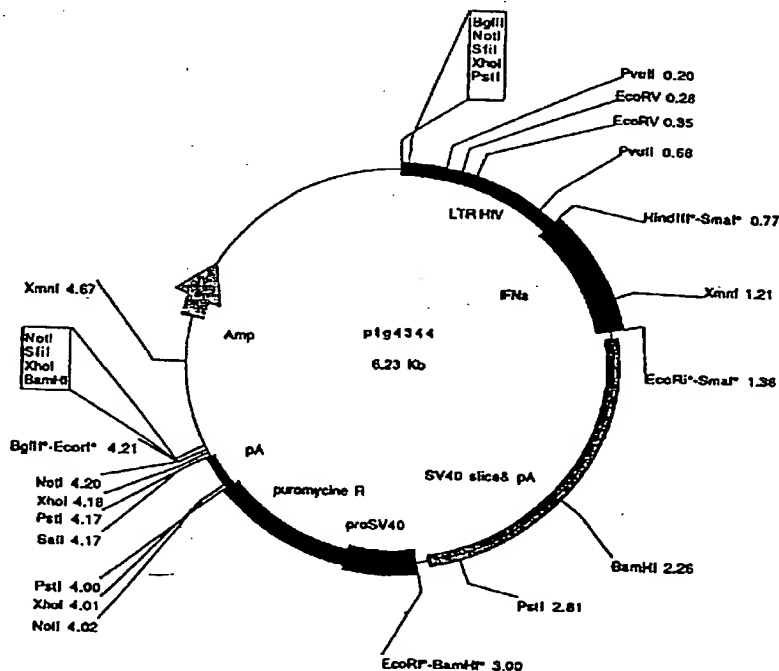 BglII
NotI
SfiI
XhoI
PstI
PvuII 0.20
EcoRV 0.28
EcoRV 0.35
PvuII 0.58
LTR HIV
HindIII*-SmaI* 0.77
IFNa
XmnI 1.21
XmnI 4.67
Amp
ptg4344
6.23 Kb
NotI
SfiI
XhoI
BamHI
EcoRI*-SmaI* 1.36
BglII*-EcorI* 4.21
NotI 4.20
XhoI 4.18
PstI 4.17
SalI 4.17
pA
puromycine R
SV40 slice& pA
proSV40
BamHI 2.26
PstI 4.00
XhoI 4.01
NotI 4.02
PstI 2.81
EcoRI*-BamHI* 3.00